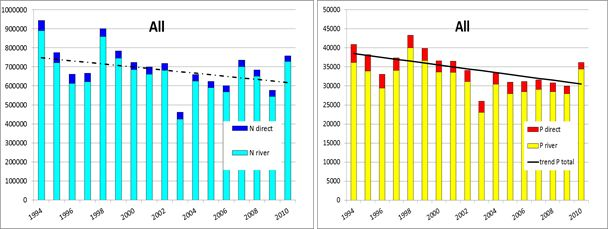 All
1000000
900000
800000
700000
600000
500000
400000
300000
200000
100000
0
N direct
N river
1994 1996 1998 2000 2002 2004 2006 2008 2010
All
50000
45000
40000
35000
30000
25000
20000
15000
10000
5000
0
P direct
P river
trend P total
1994 1996 1998 2000 2002 2004 2006 2008 2010